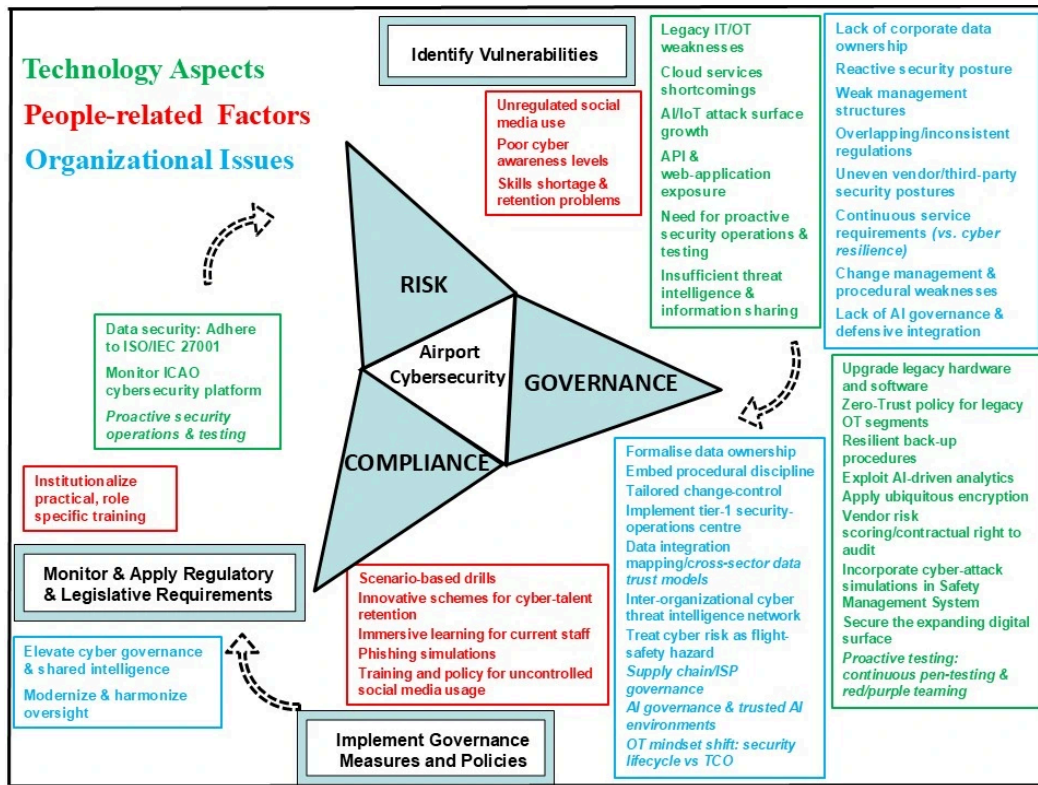 Technology Aspects
People-related Factors
Organizational Issues
Identify Vulnerabilities
Unregulated social
media use
Poor cyber
awareness levels
Skills shortage &
retention problems
Legacy IT/OT
weaknesses
Cloud services
shortcomings
AI/IoT attack surface
growth
API &
web-application
exposure
Need for proactive
security operations &
testing
Insufficient threat
intelligence &
information sharing
Lack of corporate data
ownership
Reactive security posture
Weak management
structures
Overlapping/inconsistent
regulations
Uneven vendor/third-party
security postures
Continuous service
requirements (vs. cyber
resilience)
Change management &
procedural weaknesses
Lack of AI governance &
defensive integration
RISK
Airport
Cybersecurity
GOVERNANCE
COMPLIANCE
Data security: Adhere
to ISO/IEC 27001
Monitor ICAO
cybersecurity platform
Proactive security
operations & testing
Institutionalize
practical, role
specific training
Monitor & Apply Regulatory
& Legislative Requirements
Elevate cyber governance
& shared intelligence
Modernize & harmonize
oversight
Scenario-based drills
Innovative schemes for cyber-talent
retention
Immersive learning for current staff
Phishing simulations
Training and policy for uncontrolled
social media usage
Implement Governance
Measures and Policies
Formalise data ownership
Embed procedural discipline
Tailored change-control
Implement tier-1 security-
operations centre
Data integration
mapping/cross-sector data
trust models
Inter-organizational cyber
threat intelligence network
Treat cyber risk as flight-
safety hazard
Supply chain/ISP
governance
AI governance & trusted AI
environments
OT mindset shift: security
lifecycle vs TCO
Upgrade legacy hardware
and software
Zero-Trust policy for legacy
OT segments
Resilient back-up
procedures
Exploit AI-driven analytics
Apply ubiquitous encryption
Vendor risk
scoring/contractual right to
audit
Incorporate cyber-attack
simulations in Safety
Management System
Secure the expanding digital
surface
Proactive testing:
continuous pen-testing &
red/purple teaming